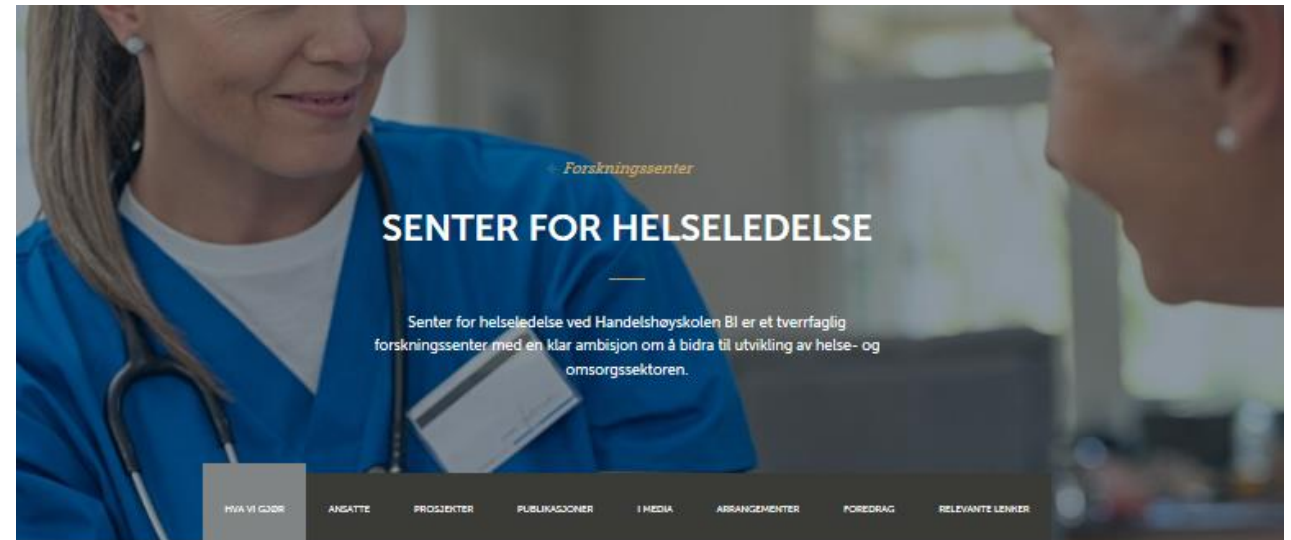 ← Forskningssenter
SENTER FOR HELSELEDELSE
Senter for helseledelse ved Handelshøyskolen BI er et tverrfaglig
forskningssenter med en klar ambisjon om å bidra til utvikling av helse- og
omsorgssektoren.
HVA VI GJØR ANSATTE PROSJEKTER PUBLIKASJONER I MEDIA ARRANGEMENTER FOREDRAG RELEVANTE LENKER